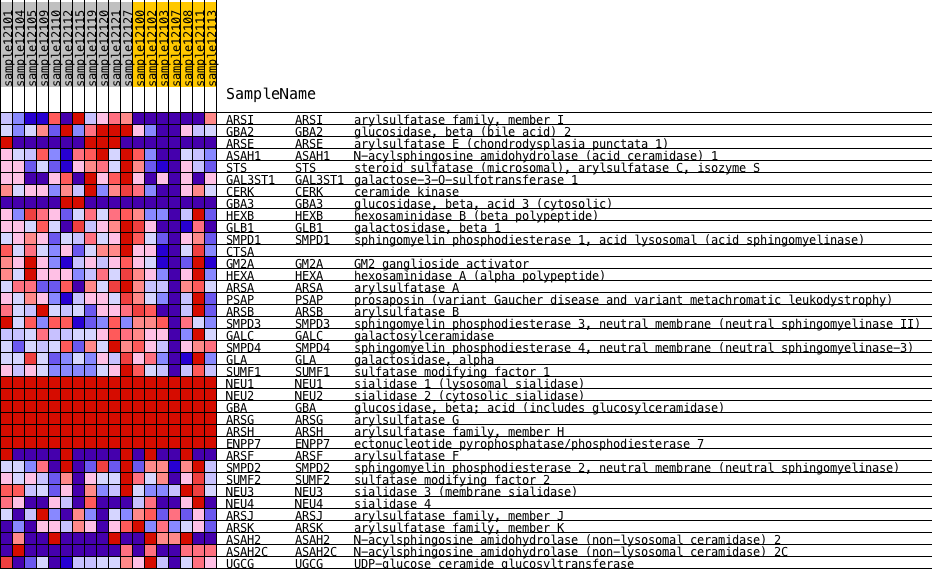 sample12101
sample12104
sample12105
sample12109
sample12110
sample12112
sample12115
sample12119
sample12120
sample12121
sample12127
sample12100
sample12102
sample12103
sample12107
sample12108
sample12111
sample12113
SampleName
ARSI ARSI arylsulfatase family, member I
GBA2 GBA2 glucosidase, beta (bile acid) 2
ARSE ARSE arylsulfatase E (chondrodysplasia punctata 1)
ASAH1 ASAH1 N-acylsphingosine amidohydrolase (acid ceramidase) 1
STS STS steroid sulfatase (microsomal), arylsulfatase C, isozyme S
GAL3ST1 GAL3ST1 galactose-3-O-sulfotransferase 1
CERK CERK ceramide kinase
GBA3 GBA3 glucosidase, beta, acid 3 (cytosolic)
HEXB HEXB hexosaminidase B (beta polypeptide)
GLB1 GLB1 galactosidase, beta 1
SMPD1 SMPD1 sphingomyelin phosphodiesterase 1, acid lysosomal (acid sphingomyelinase)
CTSA
GM2A GM2A GM2 ganglioside activator
HEXA HEXA hexosaminidase A (alpha polypeptide)
ARSA ARSA arylsulfatase A
PSAP PSAP prosaposin (variant Gaucher disease and variant metachromatic leukodystrophy)
ARSB ARSB arylsulfatase B
SMPD3 SMPD3 sphingomyelin phosphodiesterase 3, neutral membrane (neutral sphingomyelinase II)
GALC GALC galactosylceramidase
SMPD4 SMPD4 sphingomyelin phosphodiesterase 4, neutral membrane (neutral sphingomyelinase-3)
GLA GLA galactosidase, alpha
SUMF1 SUMF1 sulfatase modifying factor 1
NEU1 NEU1 sialidase 1 (lysosomal sialidase)
NEU2 NEU2 sialidase 2 (cytosolic sialidase)
GBA GBA glucosidase, beta; acid (includes glucosylceramidase)
ARSG ARSG arylsulfatase G
ARSH ARSH arylsulfatase family, member H
ENPP7 ENPP7 ectonucleotide pyrophosphatase/phosphodiesterase 7
ARSF ARSF arylsulfatase F
SMPD2 SMPD2 sphingomyelin phosphodiesterase 2, neutral membrane (neutral sphingomyelinase)
SUMF2 SUMF2 sulfatase modifying factor 2
NEU3 NEU3 sialidase 3 (membrane sialidase)
NEU4 NEU4 sialidase 4
ARSJ ARSJ arylsulfatase family, member J
ARSK ARSK arylsulfatase family, member K
ASAH2 ASAH2 N-acylsphingosine amidohydrolase (non-lysosomal ceramidase) 2
ASAH2C ASAH2C N-acylsphingosine amidohydrolase (non-lysosomal ceramidase) 2C
UGCG UGCG UDP-glucose ceramide glucosyltransferase